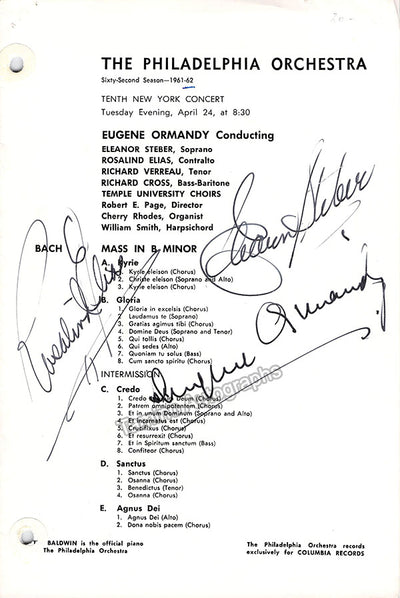 THE PHILADELPHIA ORCHESTRA
Sixty-Second Season—1961-62
TENTH NEW YORK CONCERT
Tuesday Evening, April 24, at 8:30
EUGENE ORMANDY Conducting
ELEANOR STEBER, Soprano
ROSALIND ELIAS, Contralto
RICHARD VERREAU, Tenor
RICHARD CROSS, Bass-Baritone
TEMPLE UNIVERSITY CHOIRS
Robert E. Page, Director
Cherry Rhodes, Organist
William Smith, Harpsichord
Eleanor Steber
Rosalind Elias
BACH MASS IN B MINOR
A. Kyrie
1. Kyrie eleison (Chorus)
2. Christe eleison (Soprano and Alto)
3. Kyrie eleison (Chorus)
B. Gloria
1. Gloria in excelsis (Chorus)
2. Laudamus te (Soprano)
3. Gratias agimus tibi (Chorus)
4. Domine Deus (Soprano and Tenor)
5. Qui tollis (Chorus)
6. Qui sedes (Alto)
7. Quoniam tu solus (Bass)
8. Cum sancto spiritu (Chorus)
Eugene Ormandy
INTERMISSION
C. Credo
1. Credo Deum (Chorus)
2. Patrem omnipotentem (Chorus)
3. Et in unum Dominum (Soprano and Alto)
4. Et incarnatus est (Chorus)
5. Crucifixus (Chorus)
6. Et resurrexit (Chorus)
7. Et in Spiritum sanctum (Bass)
8. Confiteor (Chorus)
D. Sanctus
1. Sanctus (Chorus)
2. Osanna (Chorus)
3. Benedictus (Tenor)
4. Osanna (Chorus)
E. Agnus Dei
1. Agnus Dei (Alto)
2. Dona nobis pacem (Chorus)
BALDWIN is the official piano The Philadelphia Orchestra records
The Philadelphia Orchestra exclusively for COLUMBIA RECORDS